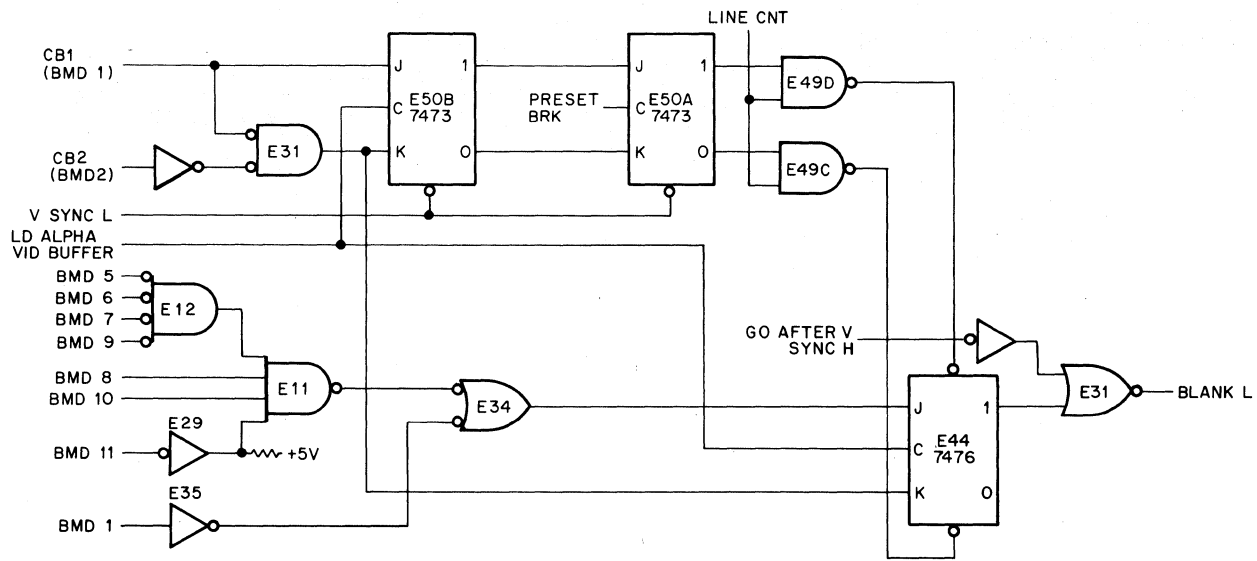 LINE CNT
CB1
(BMD 1)
J 1
C E50B
7473
K O
PRESET
BRK
J 1
C E50A
7473
K O
E49D
E49C
CB2
(BMD2)
E31
V SYNC L
LD ALPHA
VID BUFFER
BMD 5
BMD 6
BMD 7
BMD 9
E12
BMD 8
BMD 10
E11
E29
BMD 11
+5V
E35
BMD 1
E34
GO AFTER V
SYNC H
J 1
E44
C 7476
K O
E31
BLANK L